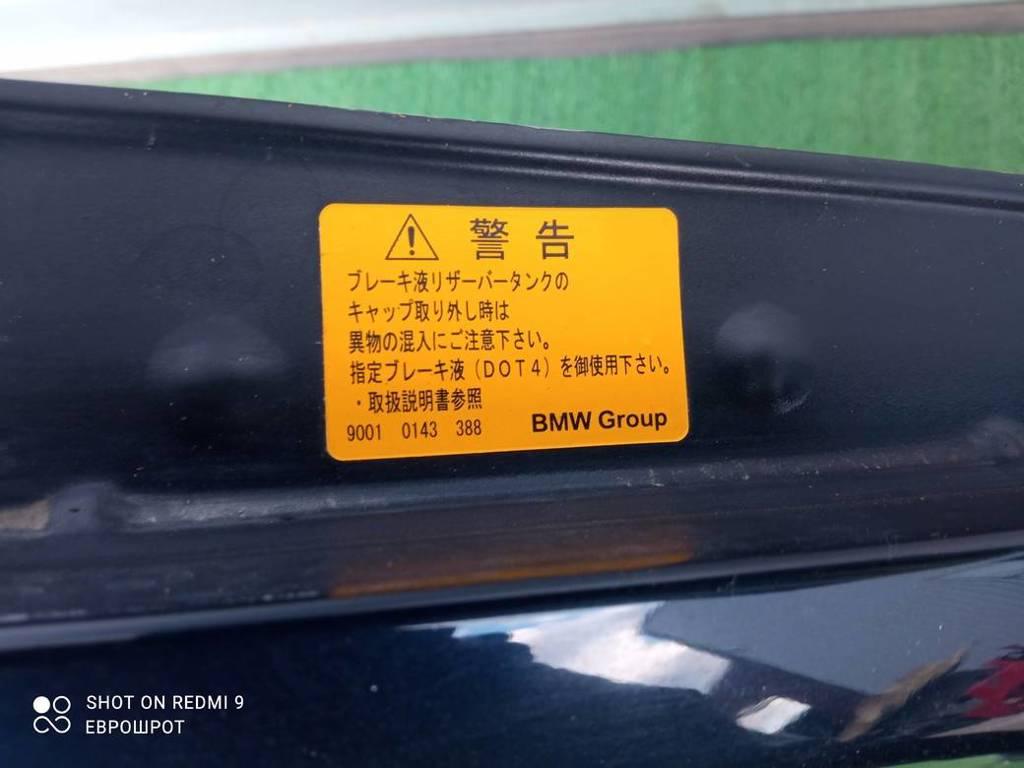 警告
ブレーキ液リザーバータンクの
キャップ取り外し時は
異物の混入にご注意下さい。
指定ブレーキ液(DOT4)を御使用下さい。
・取扱説明書参照
9001 0143 388 BMW Group
SHOT ON REDMI 9
ЕВРОШРОТ